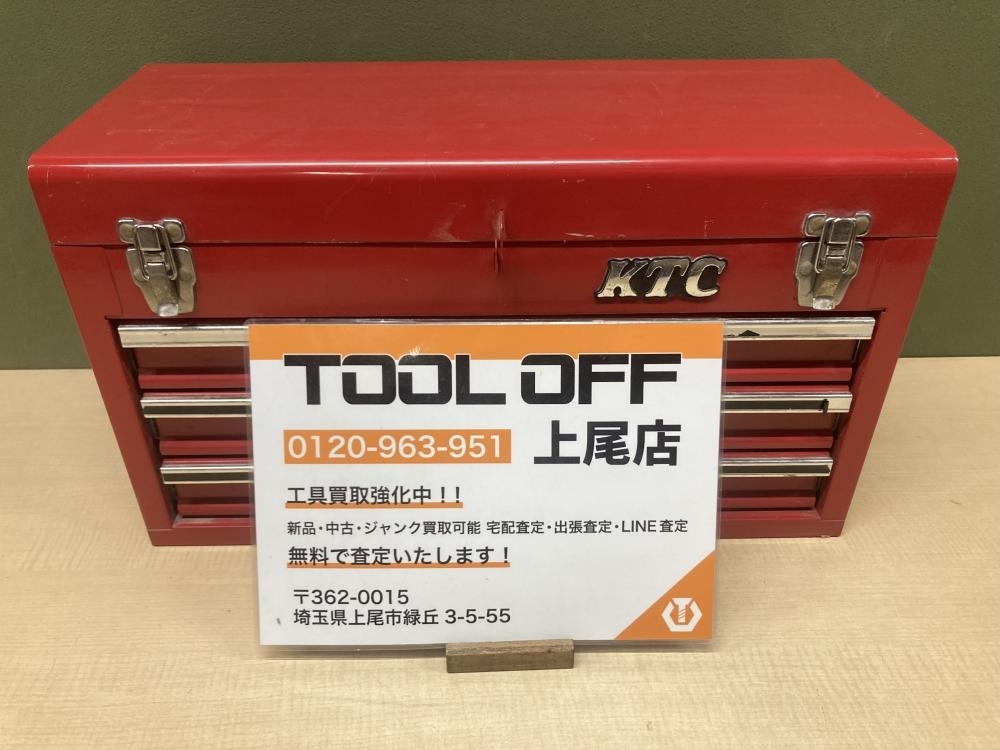 KTC
TOOL OFF
0120-963-951 上尾店
工具買取強化中！！
新品・中古・ジャンク買取可能 宅配査定・出張査定・LINE査定
無料で査定いたします！
〒362-0015
埼玉県上尾市緑丘 3-5-55